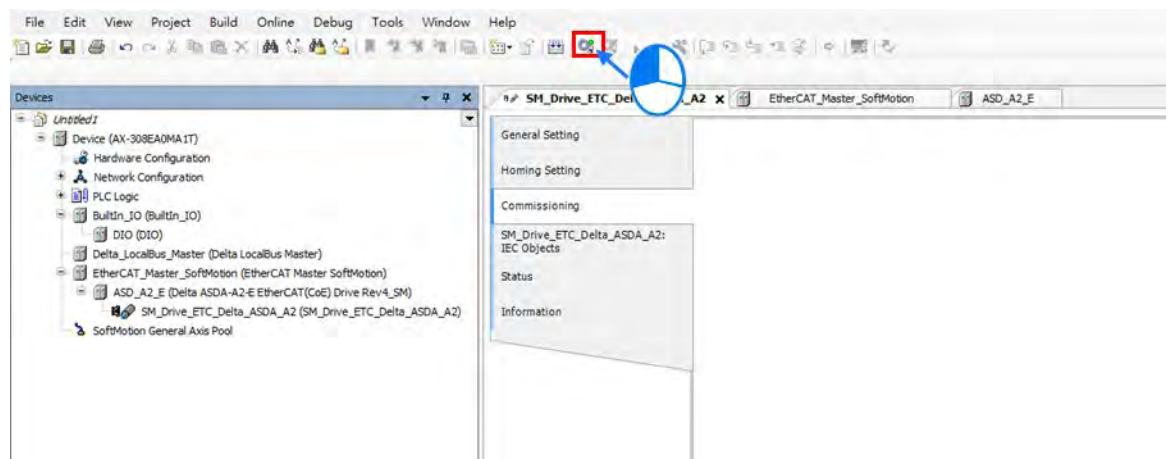 File Edit View Project Build Online Debug Tools Window Help
Devices
SM_Drive_ETC_Del A2
EtherCAT_Master_SoftMotion
ASD_A2_E
Untitled1
Device (AX-308EA0MA1T)
Hardware Configuration
Network Configuration
PLC Logic
BuiltIn_IO (BuiltIn_IO)
DIO (DIO)
Delta_LocalBus_Master (Delta LocalBus Master)
EtherCAT_Master_SoftMotion (EtherCAT Master SoftMotion)
ASD_A2_E (Delta ASDA-A2-E EtherCAT(CoE) Drive Rev4_SM)
SM_Drive_ETC_Delta_ASDA_A2 (SM_Drive_ETC_Delta_ASDA_A2)
SoftMotion General Axis Pool
General Setting
Homing Setting
Commissioning
SM_Drive_ETC_Delta_ASDA_A2:
IEC Objects
Status
Information